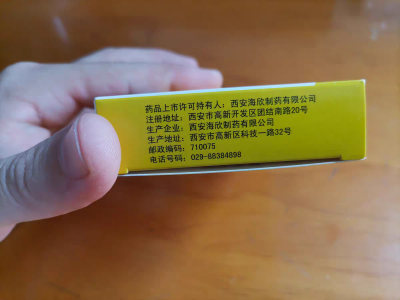 药品上市许可持有人：西安海欣制药有限公司
注册地址：西安市高新开发区团结南路20号
生产企业：西安海欣制药有限公司
生产地址：西安市高新区科技一路32号
邮政编码：710075
电话号码：029-88384898